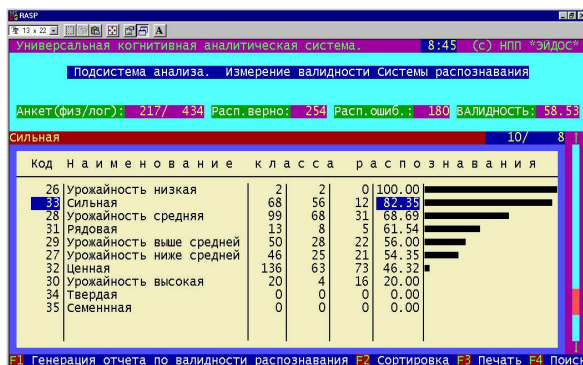 RASP
Tr 13 x 22 A
Универсальная когнитивная аналитическая система. 8:45 (c) НПП *ЭЙДОС*
Подсистема анализа. Измерение валидности Системы распознавания
Анкет(физ/лог): 217/ 434 Расп.верно: 254 Расп.ошиб.: 180 ВАЛИДНОСТЬ: 58.53
Сильная 10/ 8
Код Наименование класса распознавания
26 Урожайность низкая 2 2 0 100.00
33 Сильная 68 56 12 82.35
28 Урожайность средняя 99 68 31 68.69
31 Рядовая 13 8 5 61.54
29 Урожайность выше средней 50 28 22 56.00
27 Урожайность ниже средней 46 25 21 54.35
32 Ценная 136 63 73 46.32
30 Урожайность высокая 20 4 16 20.00
34 Твердая 0 0 0 0.00
35 Семеннная 0 0 0 0.00
F1 Генерация отчета по валидности распознавания F2 Сортировка F3 Печать F4 Поиск